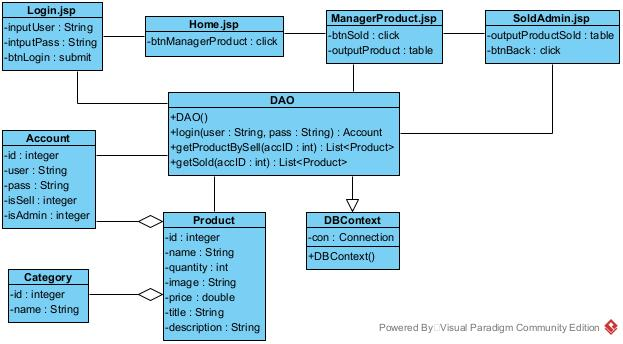 Login.jsp
-inputUser : String
-intputPass : String
-btnLogin : submit
Home.jsp
-btnManagerProduct : click
ManagerProduct.jsp
-btnSold : click
-outputProduct : table
SoldAdmin.jsp
-outputProductSold : table
-btnBack : click
DAO
+DAO()
+login(user : String, pass : String) : Account
+getProductBySell(accID : int) : List<Product>
+getSold(accID : int) : List<Product>
Account
-id : integer
-user : String
-pass : String
-isSell : integer
-isAdmin : integer
Product
-id : integer
-name : String
-quantity : int
-image : String
-price : double
-title : String
-description : String
DBContext
-con : Connection
+DBContext()
Category
-id : integer
-name : String
Powered By Visual Paradigm Community Edition